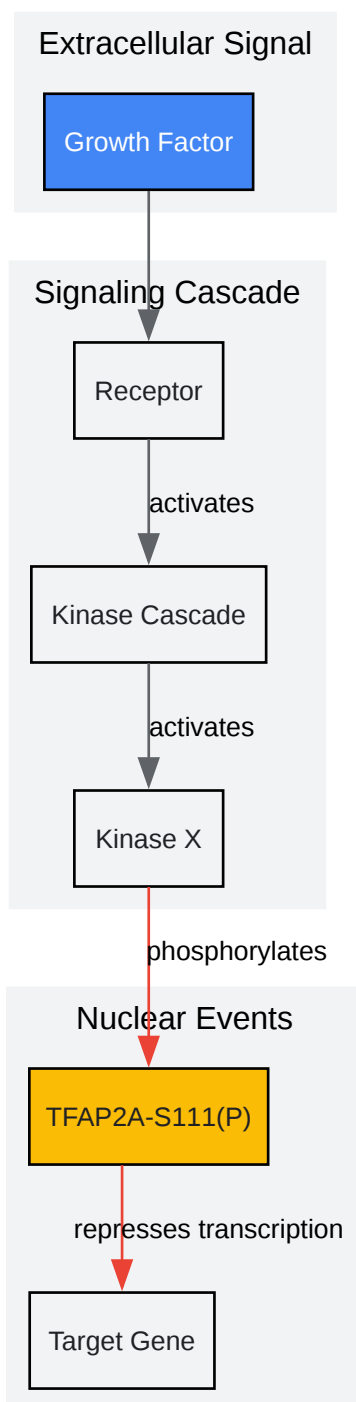 Extracellular Signal
Growth Factor
Signaling Cascade
Receptor
activates
Kinase Cascade
activates
Kinase X
phosphorylates
Nuclear Events
TFAP2A-S111(P)
represses transcription
Target Gene